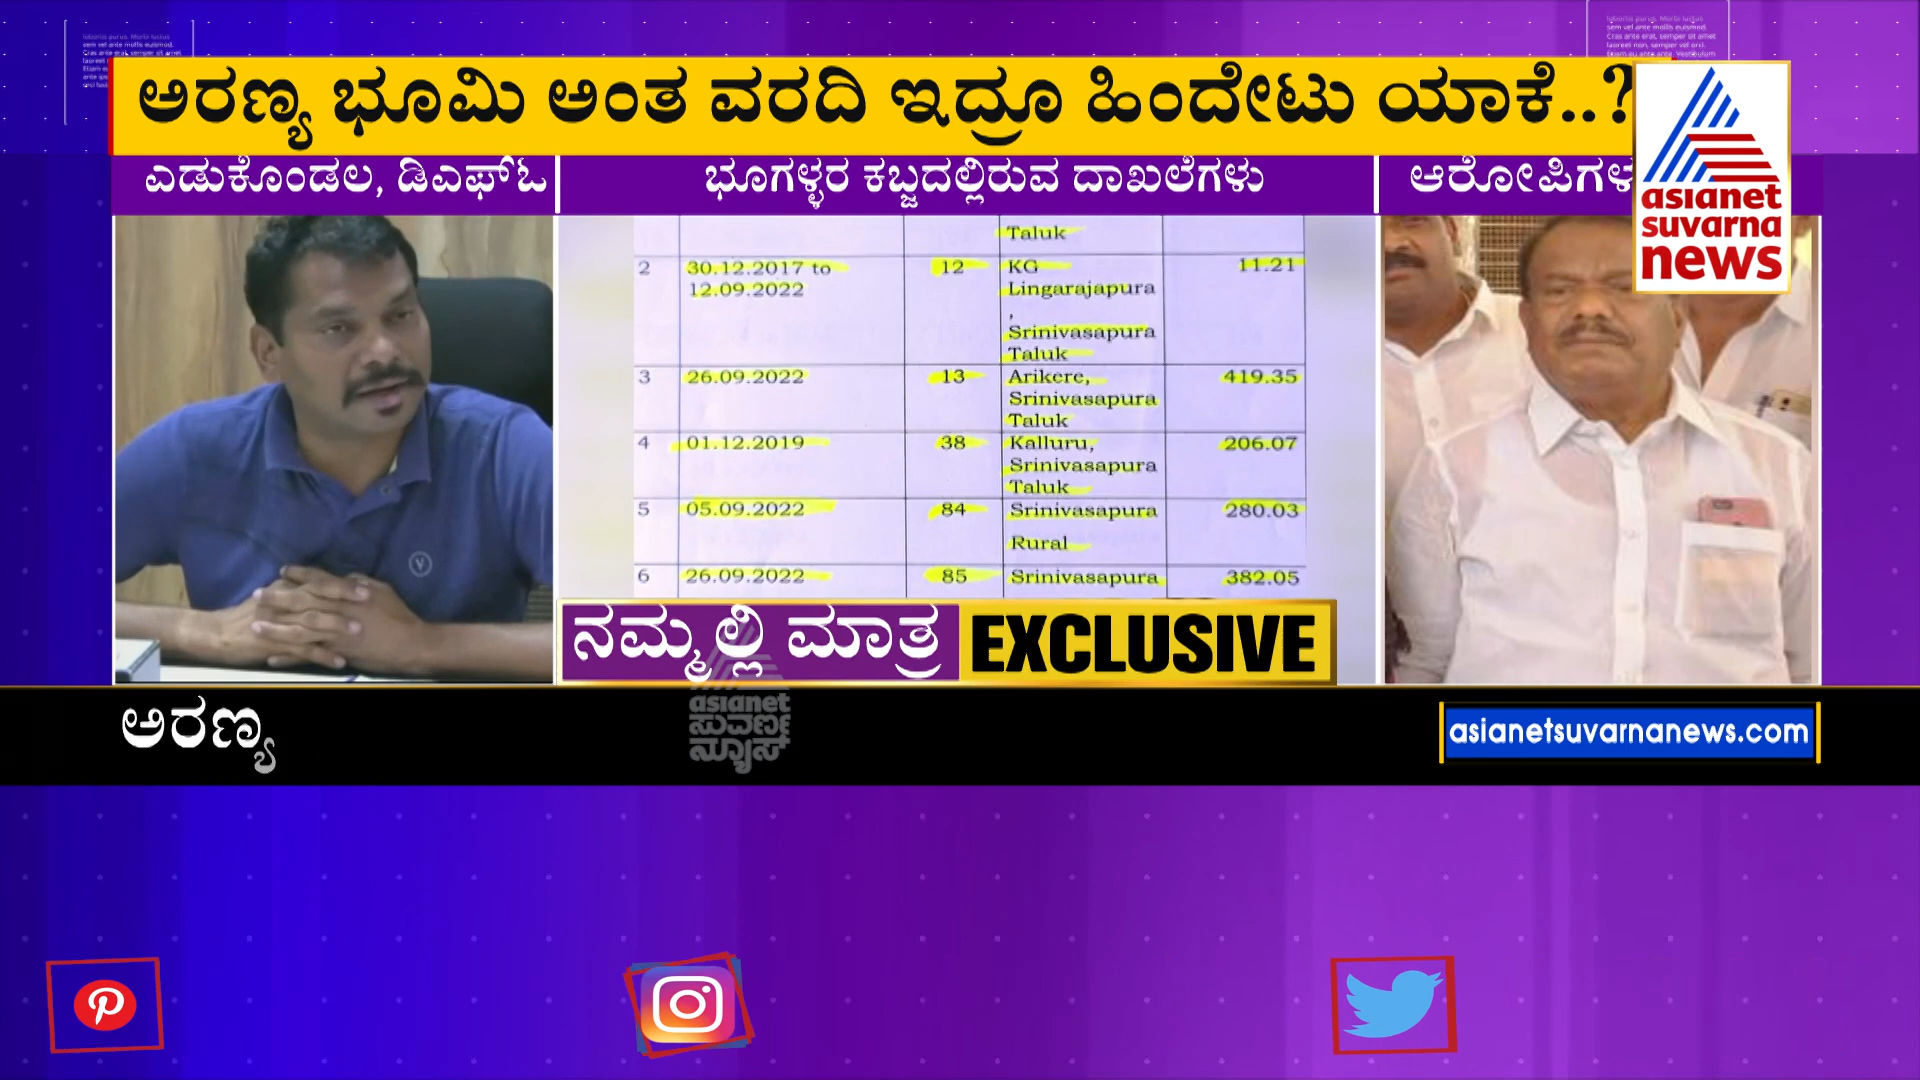 ಅರಣ್ಯ ಭೂಮಿ ಅಂತ ವರದಿ ಇದ್ರೂ ಹಿಂದೇಟು ಯಾಕೆ..?
asianet
suvarna
news
ಎಡುಕೊಂಡಲ, ಡಿಎಫ್ಓ
ಭೂಗಳ್ಳರ ಕಬ್ಜದಲ್ಲಿರುವ ದಾಖಲೆಗಳು
ಆರೋಪಿಗಳ
Taluk
2 30.12.2017 to 12 KG 11.21
12.09.2022 Lingarajapura
,
Srinivasapura
Taluk
3 26.09.2022 13 Arikere, 419.35
Srinivasapura
Taluk
4 01.12.2019 38 Kalluru, 206.07
Srinivasapura
Taluk
5 05.09.2022 84 Srinivasapura 280.03
Rural
6 26.09.2022 85 Srinivasapura 382.05
ನಮ್ಮಲ್ಲಿ ಮಾತ್ರ EXCLUSIVE
ಅರಣ್ಯ
asianet
ಸುವರ್ಣ
ನ್ಯೂಸ್
asianetsuvarnanews.com